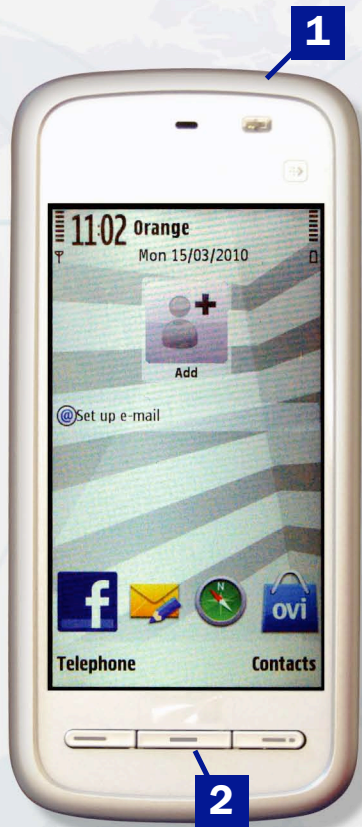 1
11:02 Orange
Mon 15/03/2010
Add
@Set up e-mail
N
f
ovi
Telephone Contacts
2